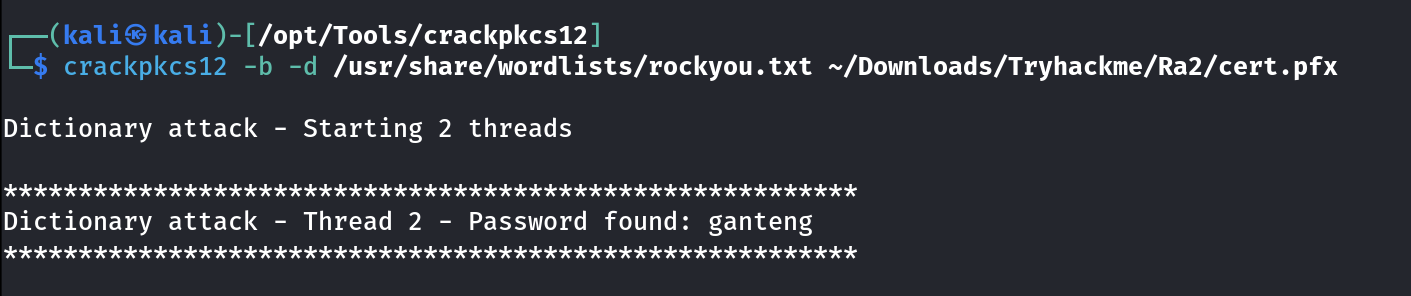 ┌──(kali㉿kali)-[/opt/Tools/crackpkcs12]
└─$ crackpkcs12 -b -d /usr/share/wordlists/rockyou.txt ~/Downloads/Tryhackme/Ra2/cert.pfx
Dictionary attack - Starting 2 threads
*********************************************************
Dictionary attack - Thread 2 - Password found: ganteng
*********************************************************